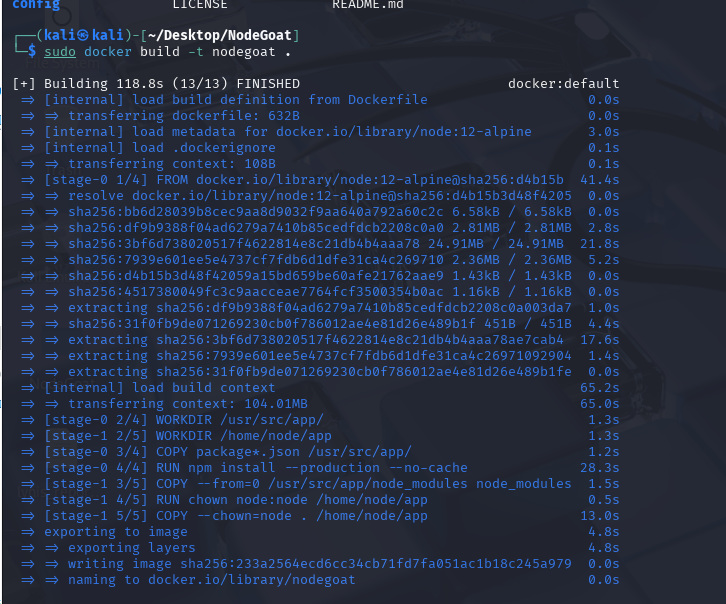 config LICENSE README.md
┌──(kali㉿kali)-[~/Desktop/NodeGoat]
└─$ sudo docker build -t nodegoat .
[+] Building 118.8s (13/13) FINISHED docker:default
⇒ [internal] load build definition from Dockerfile 0.0s
⇒ ⇒ transferring dockerfile: 632B 0.0s
⇒ [internal] load metadata for docker.io/library/node:12-alpine 3.0s
⇒ [internal] load .dockerignore 0.1s
⇒ ⇒ transferring context: 108B 0.1s
⇒ [stage-0 1/4] FROM docker.io/library/node:12-alpine@sha256:d4b15b 41.4s
⇒ ⇒ resolve docker.io/library/node:12-alpine@sha256:d4b15b3d48f4205 0.0s
⇒ ⇒ sha256:bb6d28039b8cec9aa8d9032f9aa640a792a60c2c 6.58kB / 6.58kB 0.0s
⇒ ⇒ sha256:df9b9388f04ad6279a7410b85cedfdcb2208c0a0 2.81MB / 2.81MB 2.8s
⇒ ⇒ sha256:3bf6d738020517f4622814e8c21db4b4aaa78 24.91MB / 24.91MB 21.8s
⇒ ⇒ sha256:7939e601ee5e4737cf7fdb6d1dfe31ca4c269710 2.36MB / 2.36MB 5.2s
⇒ ⇒ sha256:d4b15b3d48f42059a15bd659be60afe21762aae9 1.43kB / 1.43kB 0.0s
⇒ ⇒ sha256:4517380049fc3c9aacceae7764fcf3500354b0ac 1.16kB / 1.16kB 0.0s
⇒ ⇒ extracting sha256:df9b9388f04ad6279a7410b85cedfdcb2208c0a003da7 1.0s
⇒ ⇒ sha256:31f0fb9de071269230cb0f786012ae4e81d26e489b1f 451B / 451B 4.4s
⇒ ⇒ extracting sha256:3bf6d738020517f4622814e8c21db4b4aaa78ae7cab4 17.6s
⇒ ⇒ extracting sha256:7939e601ee5e4737cf7fdb6d1dfe31ca4c26971092904 1.4s
⇒ ⇒ extracting sha256:31f0fb9de071269230cb0f786012ae4e81d26e489b1fe 0.0s
⇒ [internal] load build context 65.2s
⇒ ⇒ transferring context: 104.01MB 65.0s
⇒ [stage-0 2/4] WORKDIR /usr/src/app/ 1.3s
⇒ [stage-1 2/5] WORKDIR /home/node/app 1.3s
⇒ [stage-0 3/4] COPY package*.json /usr/src/app/ 1.2s
⇒ [stage-0 4/4] RUN npm install --production --no-cache 28.3s
⇒ [stage-1 3/5] COPY --from=0 /usr/src/app/node_modules node_modules 1.5s
⇒ [stage-1 4/5] RUN chown node:node /home/node/app 0.5s
⇒ [stage-1 5/5] COPY --chown=node . /home/node/app 13.0s
⇒ exporting to image 4.8s
⇒ ⇒ exporting layers 4.8s
⇒ ⇒ writing image sha256:233a2564ecd6cc34cb71fd7fa051ac1b18c245a979 0.0s
⇒ ⇒ naming to docker.io/library/nodegoat 0.0s